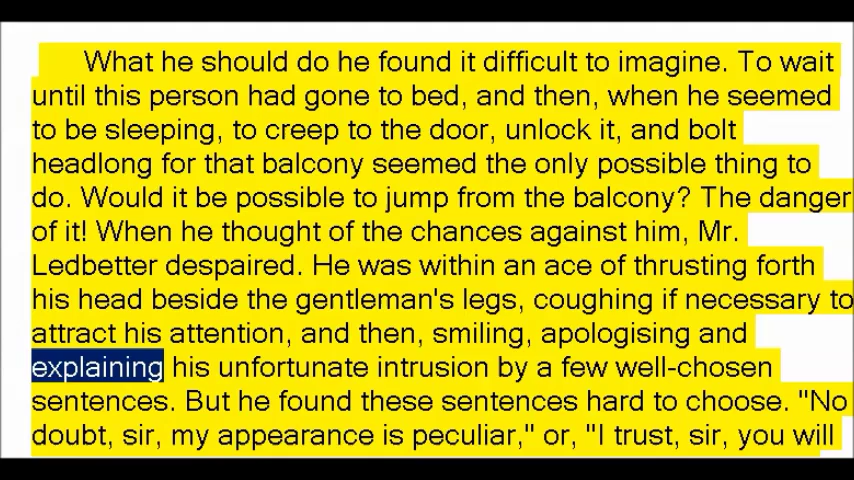 What he should do he found it difficult to imagine. To wait
until this person had gone to bed, and then, when he seemed
to be sleeping, to creep to the door, unlock it, and bolt
headlong for that balcony seemed the only possible thing to
do. Would it be possible to jump from the balcony? The danger
of it! When he thought of the chances against him, Mr.
Ledbetter despaired. He was within an ace of thrusting forth
his head beside the gentleman's legs, coughing if necessary to
attract his attention, and then, smiling, apologising and
explaining his unfortunate intrusion by a few well-chosen
sentences. But he found these sentences hard to choose. "No
doubt, sir, my appearance is peculiar," or, "I trust, sir, you will